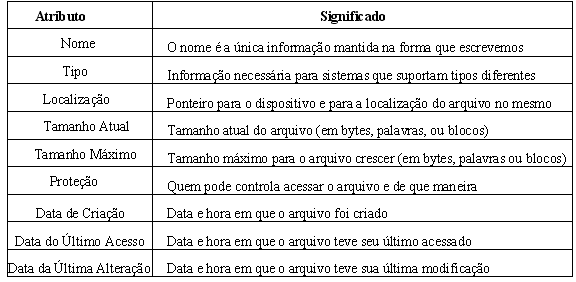 Atributo Significado
Nome O nome é a única informação mantida na forma que escrevemos
Tipo Informação necessária para sistemas que suportam tipos diferentes
Localização Ponteiro para o dispositivo e para a localização do arquivo no mesmo
Tamanho Atual Tamanho atual do arquivo (em bytes, palavras, ou blocos)
Tamanho Máximo Tamanho máximo para o arquivo crescer (em bytes, palavras ou blocos)
Proteção Quem pode controla acessar o arquivo e de que maneira
Data de Criação Data e hora em que o arquivo foi criado
Data do Último Acesso Data e hora em que o arquivo teve seu último acessado
Data da Última Alteração Data e hora em que o arquivo teve sua última modificação